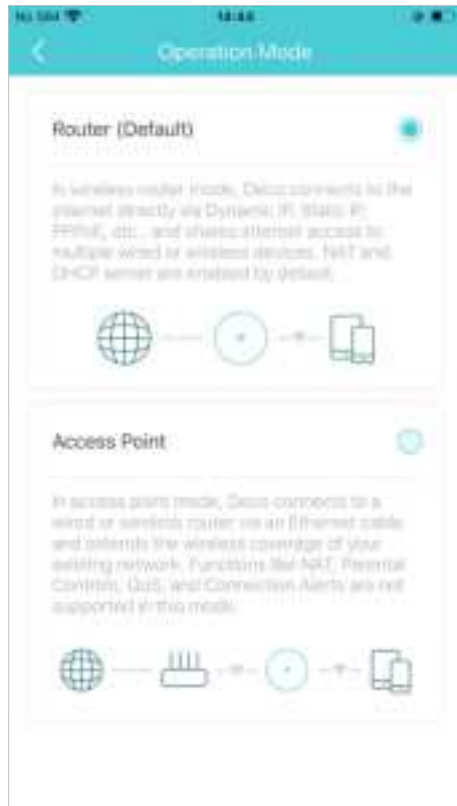 No SIM 14:44
Operation Mode
Router (Default)
In wireless router mode, Deco connects to the
internet directly via Dynamic IP, Static IP,
PPPoE, etc., and shares internet access to
multiple wired or wireless devices. NAT and
DHCP server are enabled by default.
Access Point
In access point mode, Deco connects to a
wired or wireless router via an Ethernet cable
and extends the wireless coverage of your
existing network. Functions like NAT, Parental
Controls, QoS, and Connection Alerts are not
supported in this mode.